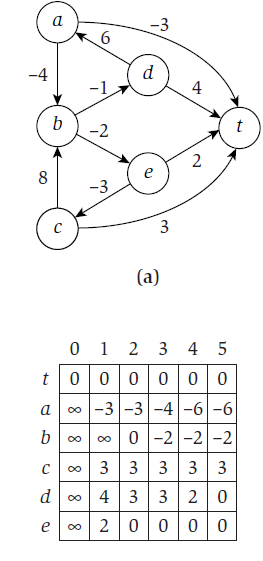 a
–3
6
d
–4
–1
4
b
t
–2
e
2
8
–3
c
3
(a)
0 1 2 3 4 5
t 0 0 0 0 0 0
a ∞ –3 –3 –4 –6 –6
b ∞ ∞ 0 –2 –2 –2
c ∞ 3 3 3 3 3
d ∞ 4 3 3 2 0
e ∞ 2 0 0 0 0